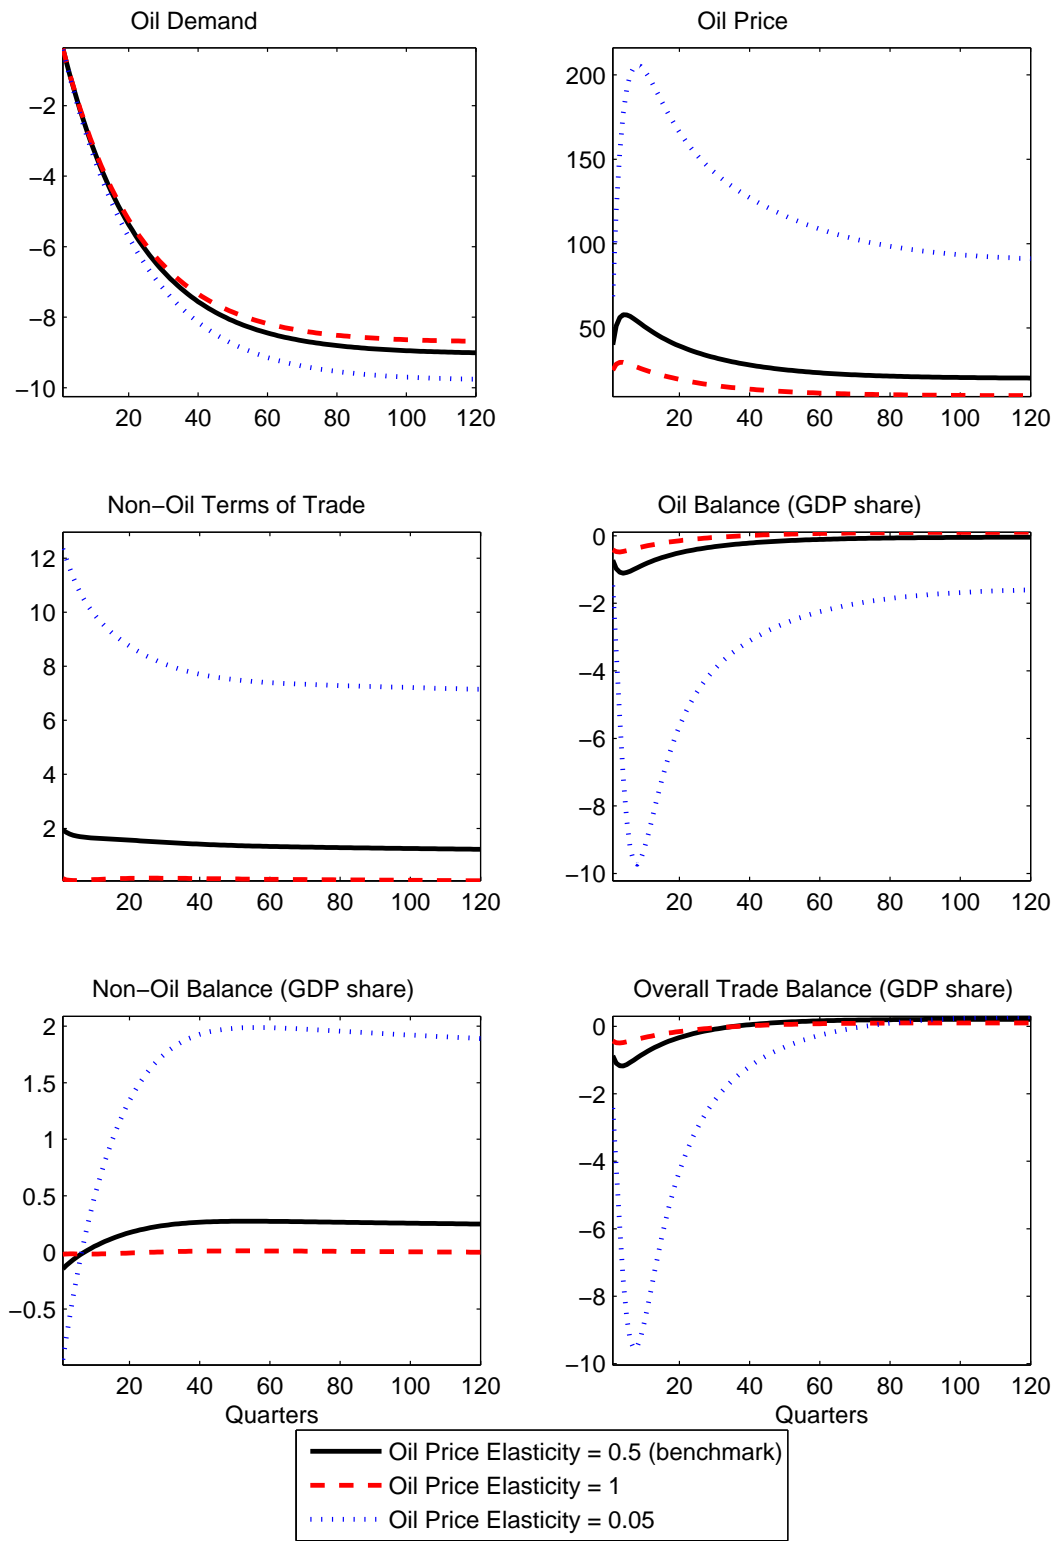 Oil Demand
−2
−4
−6
−8
−10
20 40 60 80 100 120
Oil Price
200
150
100
50
20 40 60 80 100 120
Non−Oil Terms of Trade
12
10
8
6
4
2
20 40 60 80 100 120
Oil Balance (GDP share)
0
−2
−4
−6
−8
−10
20 40 60 80 100 120
Non−Oil Balance (GDP share)
2
1.5
1
0.5
0
−0.5
20 40 60 80 100 120
Quarters
Overall Trade Balance (GDP share)
0
−2
−4
−6
−8
−10
20 40 60 80 100 120
Quarters
Oil Price Elasticity = 0.5 (benchmark)
Oil Price Elasticity = 1
Oil Price Elasticity = 0.05